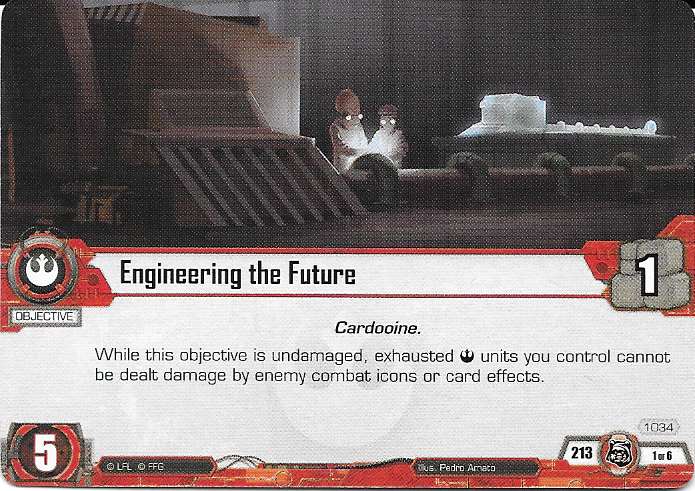 Engineering the Future
1
OBJECTIVE
Cardooine.
While this objective is undamaged, exhausted units you control cannot
be dealt damage by enemy combat icons or card effects.
1034
5
© LFL © FFG
Illus. Pedro Amato
213
1 OF 6